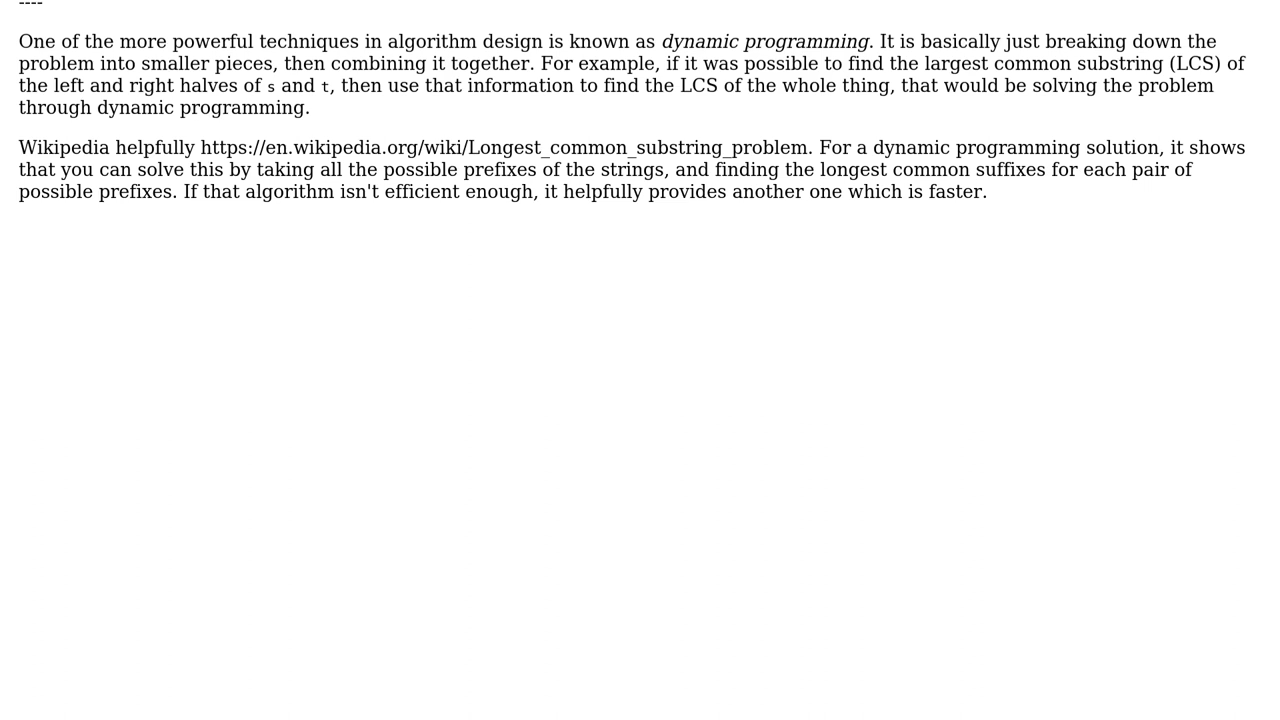 ----
One of the more powerful techniques in algorithm design is known as dynamic programming. It is basically just breaking down the
problem into smaller pieces, then combining it together. For example, if it was possible to find the largest common substring (LCS) of
the left and right halves of s and t, then use that information to find the LCS of the whole thing, that would be solving the problem
through dynamic programming.
Wikipedia helpfully https://en.wikipedia.org/wiki/Longest_common_substring_problem. For a dynamic programming solution, it shows
that you can solve this by taking all the possible prefixes of the strings, and finding the longest common suffixes for each pair of
possible prefixes. If that algorithm isn't efficient enough, it helpfully provides another one which is faster.